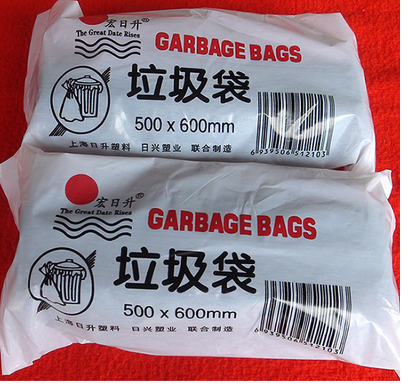 宏日升®
The Great Date Rises
GARBAGE BAGS
垃圾袋
500 x 600mm
上海日升塑料 日兴塑业 联合制造
6939506512103
宏日升®
The Great Date Rises
GARBAGE BAGS
垃圾袋
500 x 600mm
上海日升塑料 日兴塑业 联合制造
6939506512103